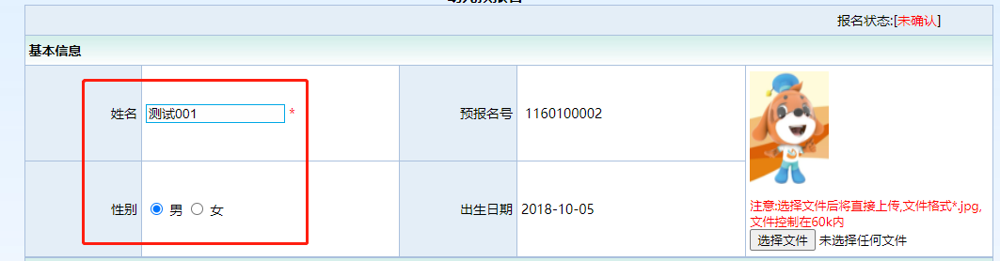 报名状态:[未确认]
基本信息
姓名 测试001 * 预报名号 1160100002
性别 男 女 出生日期 2018-10-05
注意:选择文件后将直接上传,文件格式*.jpg,
文件控制在60k内
选择文件 未选择任何文件